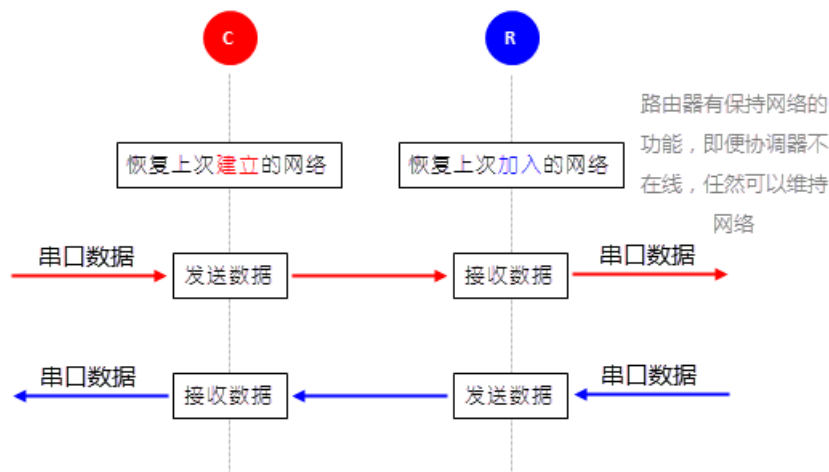 C
R
路由器有保持网络的
功能，即便协调器不
在线，任然可以维持
网络
恢复上次建立的网络
恢复上次加入的网络
串口数据
发送数据
接收数据
串口数据
串口数据
接收数据
发送数据
串口数据